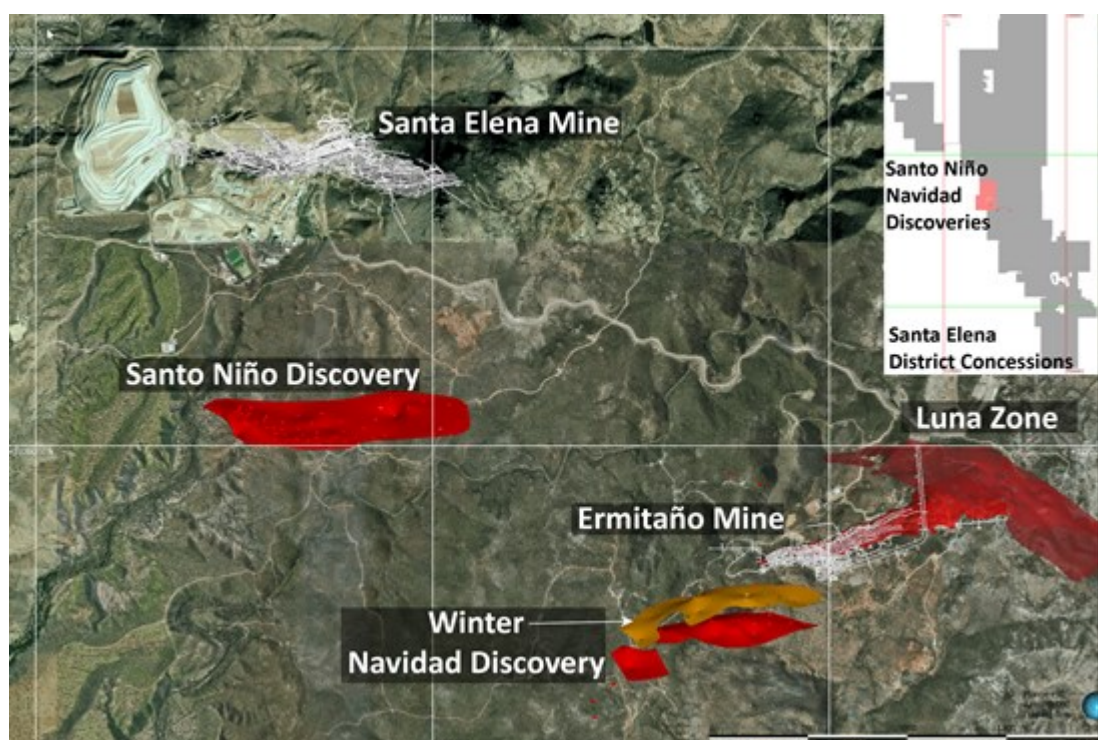 Santa Elena Mine
Santo Niño
Navidad
Discoveries
Santa Elena
District Concessions
Santo Niño Discovery
Luna Zone
Ermitaño Mine
Winter
Navidad Discovery